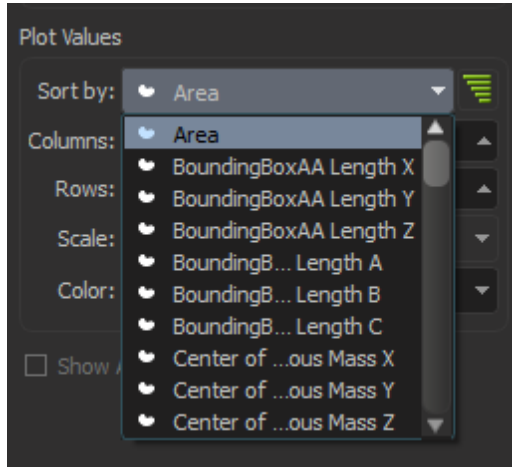 Plot Values
Sort by: Area
Area
Columns:
BoundingBoxAA Length X
Rows:
BoundingBoxAA Length Y
BoundingBoxAA Length Z
Scale:
BoundingB... Length A
Color:
BoundingB... Length B
BoundingB... Length C
Show
Center of ...ous Mass X
Center of ...ous Mass Y
Center of ...ous Mass Z